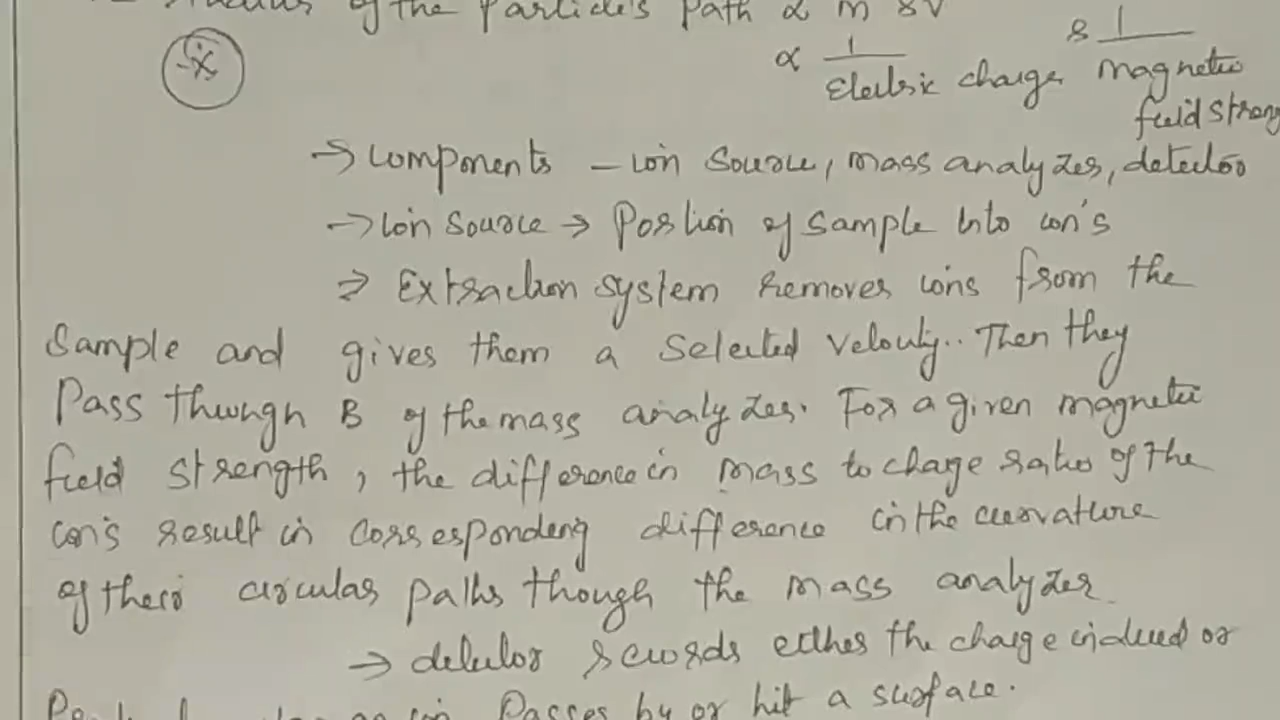 radius of the particle's path ∝ m & v
∝ 1/Electric charge & 1/magnetic field streng
→ Components – ion source, mass analyzer, detector
→ Ion source → Portion of sample into ion's
⇒ Extraction system removes ions from the
Sample and gives them a selected velocity.. Then they
Pass through B of the mass analyzer. For a given magnetic
field strength, the difference in mass to charge ratio of the
ion's result in corresponding difference in the curvature
of their circular paths though the mass analyzer
→ detector records either the charge induced or
passes by or hit a surface.